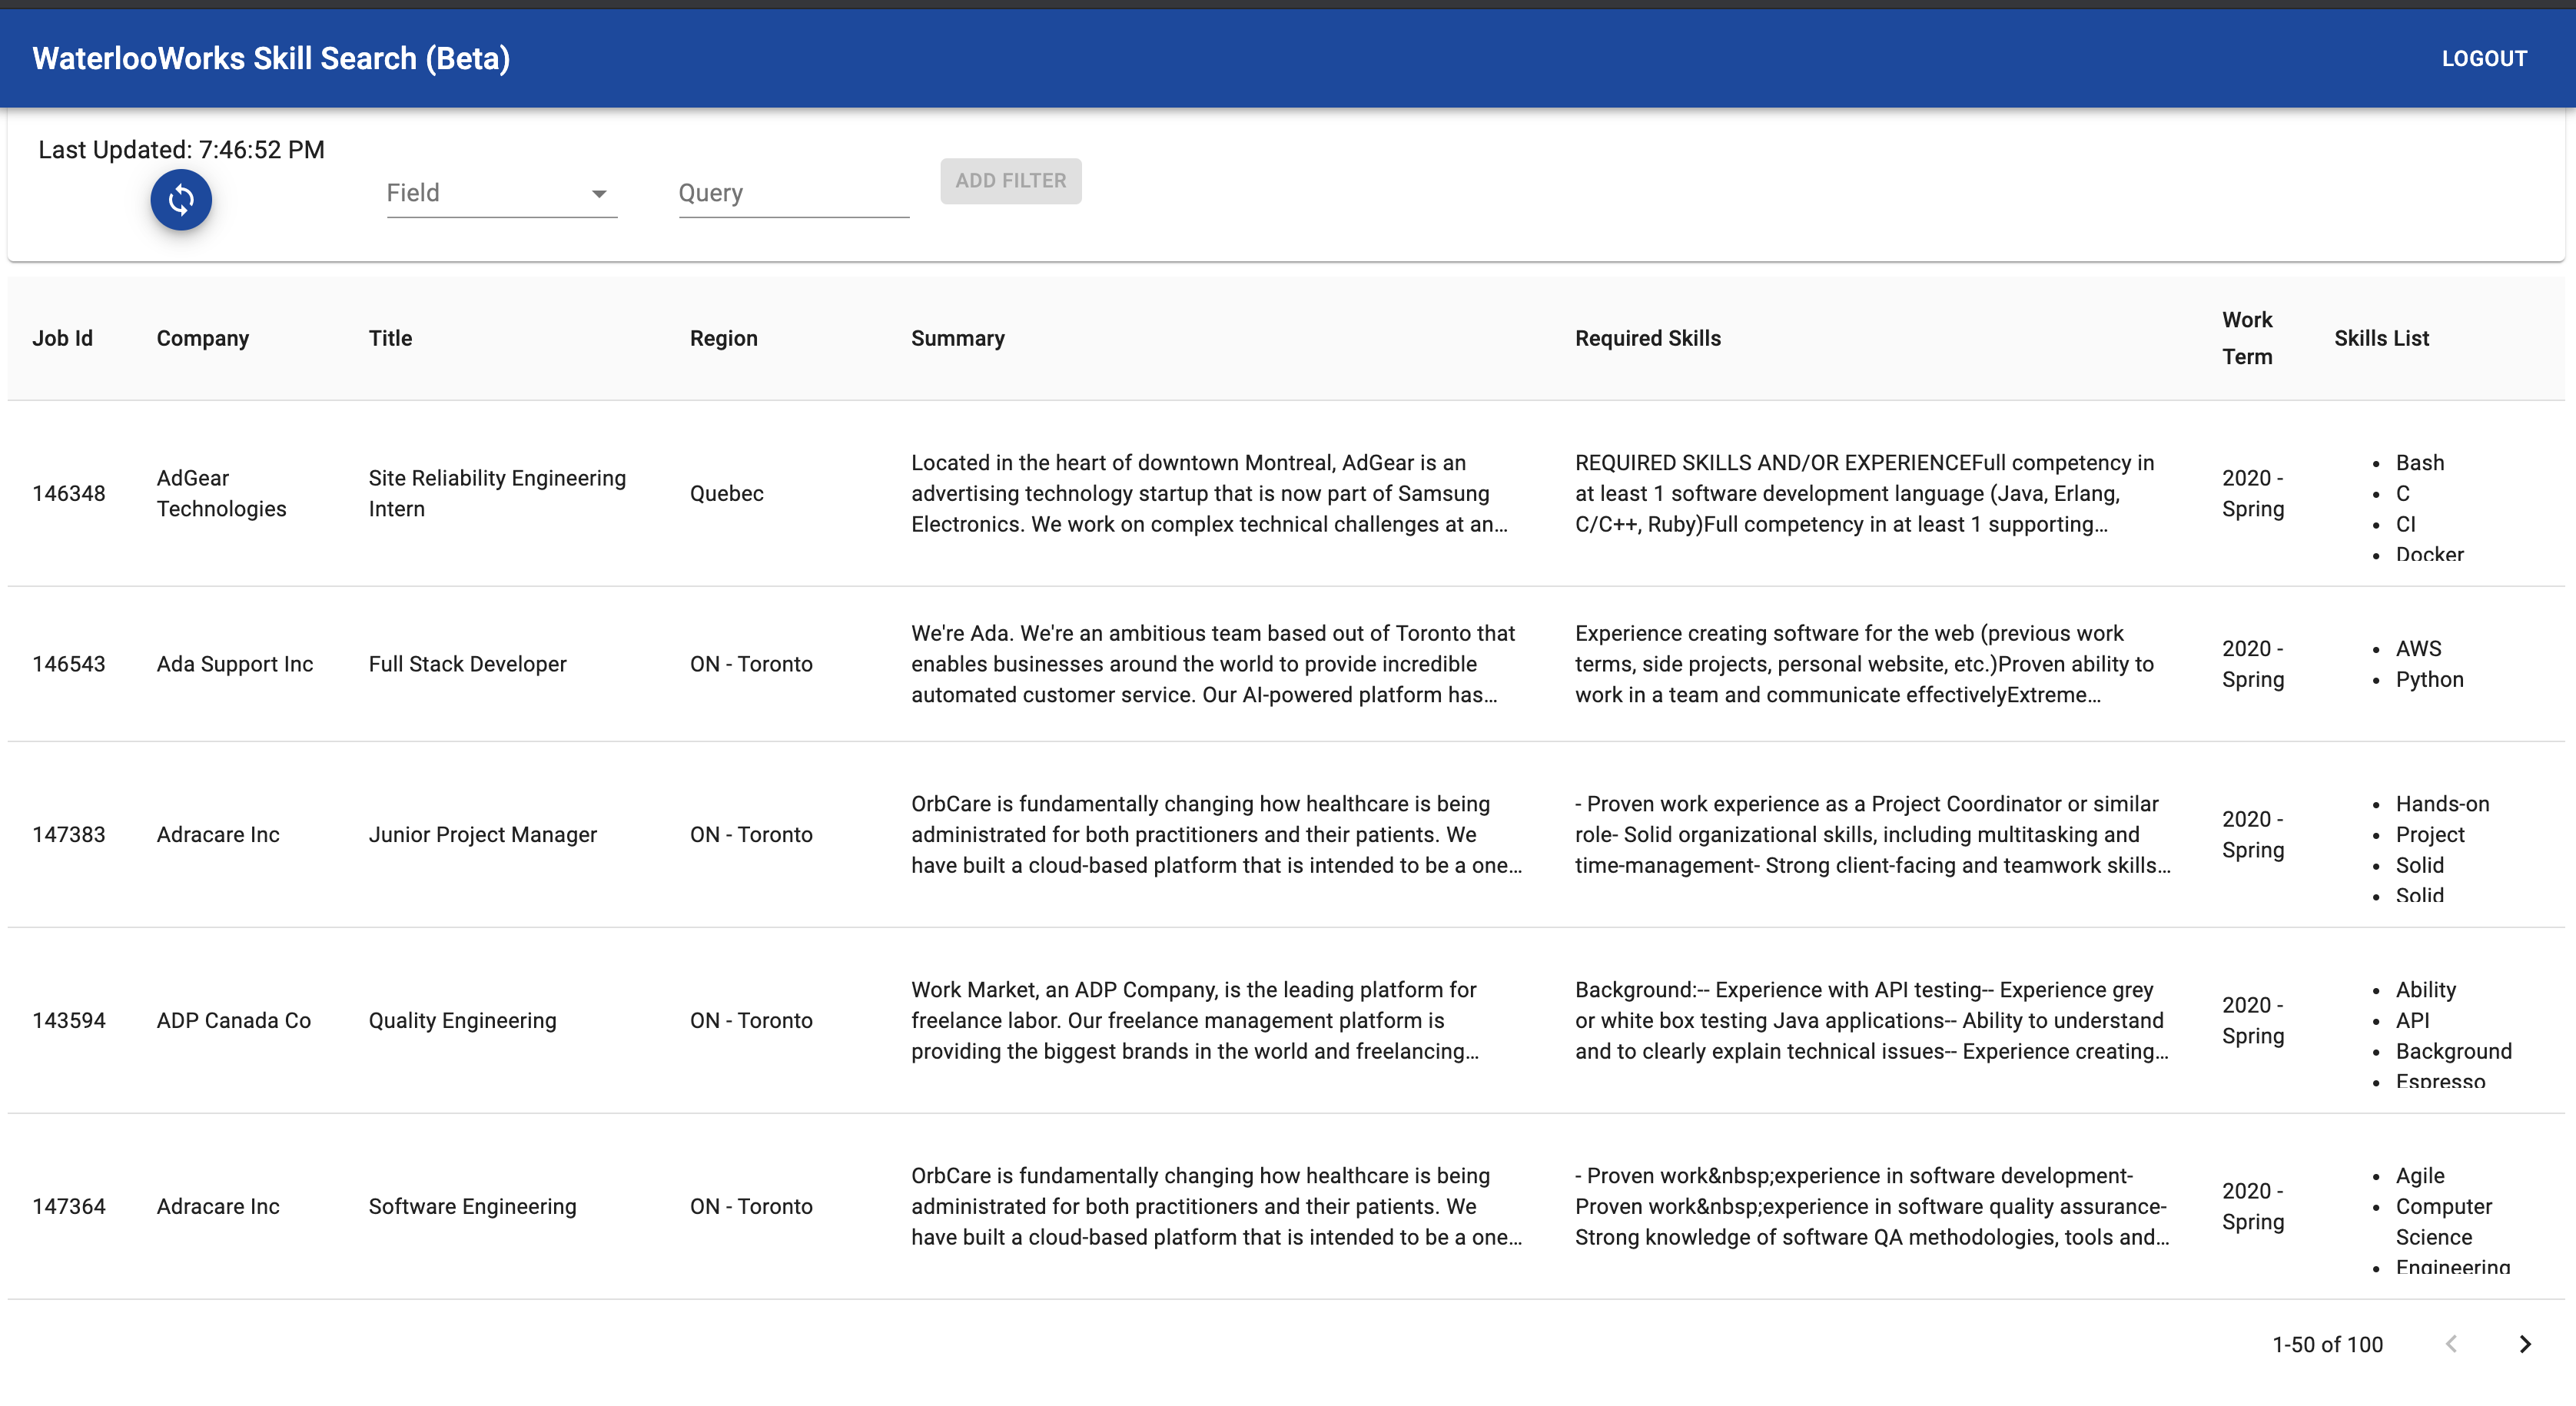 WaterlooWorks Skill Search (Beta)
LOGOUT
Last Updated: 7:46:52 PM
Field
Query
ADD FILTER
Job Id
Company
Title
Region
Summary
Required Skills
Work
Term
Skills List
146348
AdGear
Technologies
Site Reliability Engineering
Intern
Quebec
Located in the heart of downtown Montreal, AdGear is an
advertising technology startup that is now part of Samsung
Electronics. We work on complex technical challenges at an...
REQUIRED SKILLS AND/OR EXPERIENCEFull competency in
at least 1 software development language (Java, Erlang,
C/C++, Ruby)Full competency in at least 1 supporting...
2020 -
Spring
• Bash
• C
• CI
• Docker
146543
Ada Support Inc
Full Stack Developer
ON - Toronto
We're Ada. We're an ambitious team based out of Toronto that
enables businesses around the world to provide incredible
automated customer service. Our AI-powered platform has...
Experience creating software for the web (previous work
terms, side projects, personal website, etc.)Proven ability to
work in a team and communicate effectivelyExtreme...
2020 -
Spring
• AWS
• Python
147383
Adracare Inc
Junior Project Manager
ON - Toronto
OrbCare is fundamentally changing how healthcare is being
administrated for both practitioners and their patients. We
have built a cloud-based platform that is intended to be a one...
- Proven work experience as a Project Coordinator or similar
role- Solid organizational skills, including multitasking and
time-management- Strong client-facing and teamwork skills...
2020 -
Spring
• Hands-on
• Project
• Solid
• Solid
143594
ADP Canada Co
Quality Engineering
ON - Toronto
Work Market, an ADP Company, is the leading platform for
freelance labor. Our freelance management platform is
providing the biggest brands in the world and freelancing...
Background:-- Experience with API testing-- Experience grey
or white box testing Java applications-- Ability to understand
and to clearly explain technical issues-- Experience creating...
2020 -
Spring
• Ability
• API
• Background
• Espresso
147364
Adracare Inc
Software Engineering
ON - Toronto
OrbCare is fundamentally changing how healthcare is being
administrated for both practitioners and their patients. We
have built a cloud-based platform that is intended to be a one...
- Proven work&nbsp;experience in software development-
Proven work&nbsp;experience in software quality assurance-
Strong knowledge of software QA methodologies, tools and...
2020 -
Spring
• Agile
• Computer
Science
• Engineering
1-50 of 100